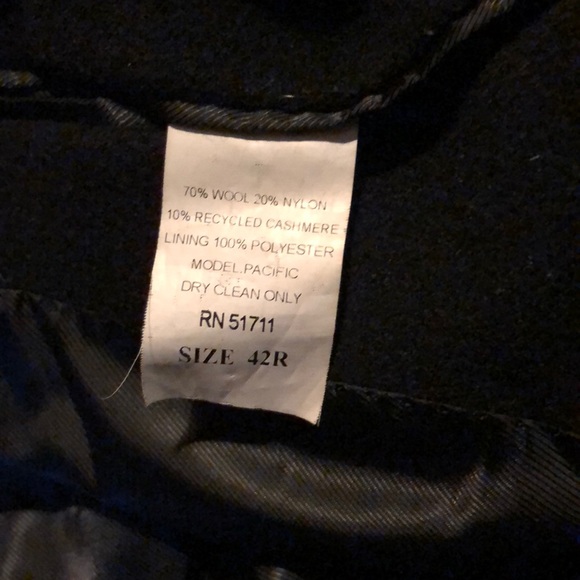 70% WOOL 20% NYLON
10% RECYCLED CASHMERE
LINING 100% POLYESTER
MODEL.PACIFIC
DRY CLEAN ONLY
RN 51711
SIZE 42R